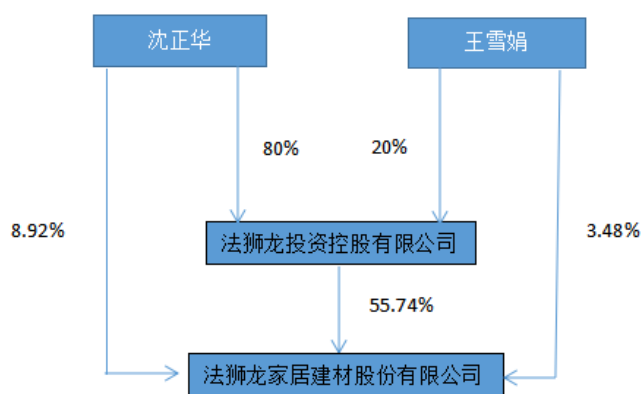 沈正华
王雪娟
80%
20%
8.92%
法狮龙投资控股有限公司
3.48%
55.74%
法狮龙家居建材股份有限公司